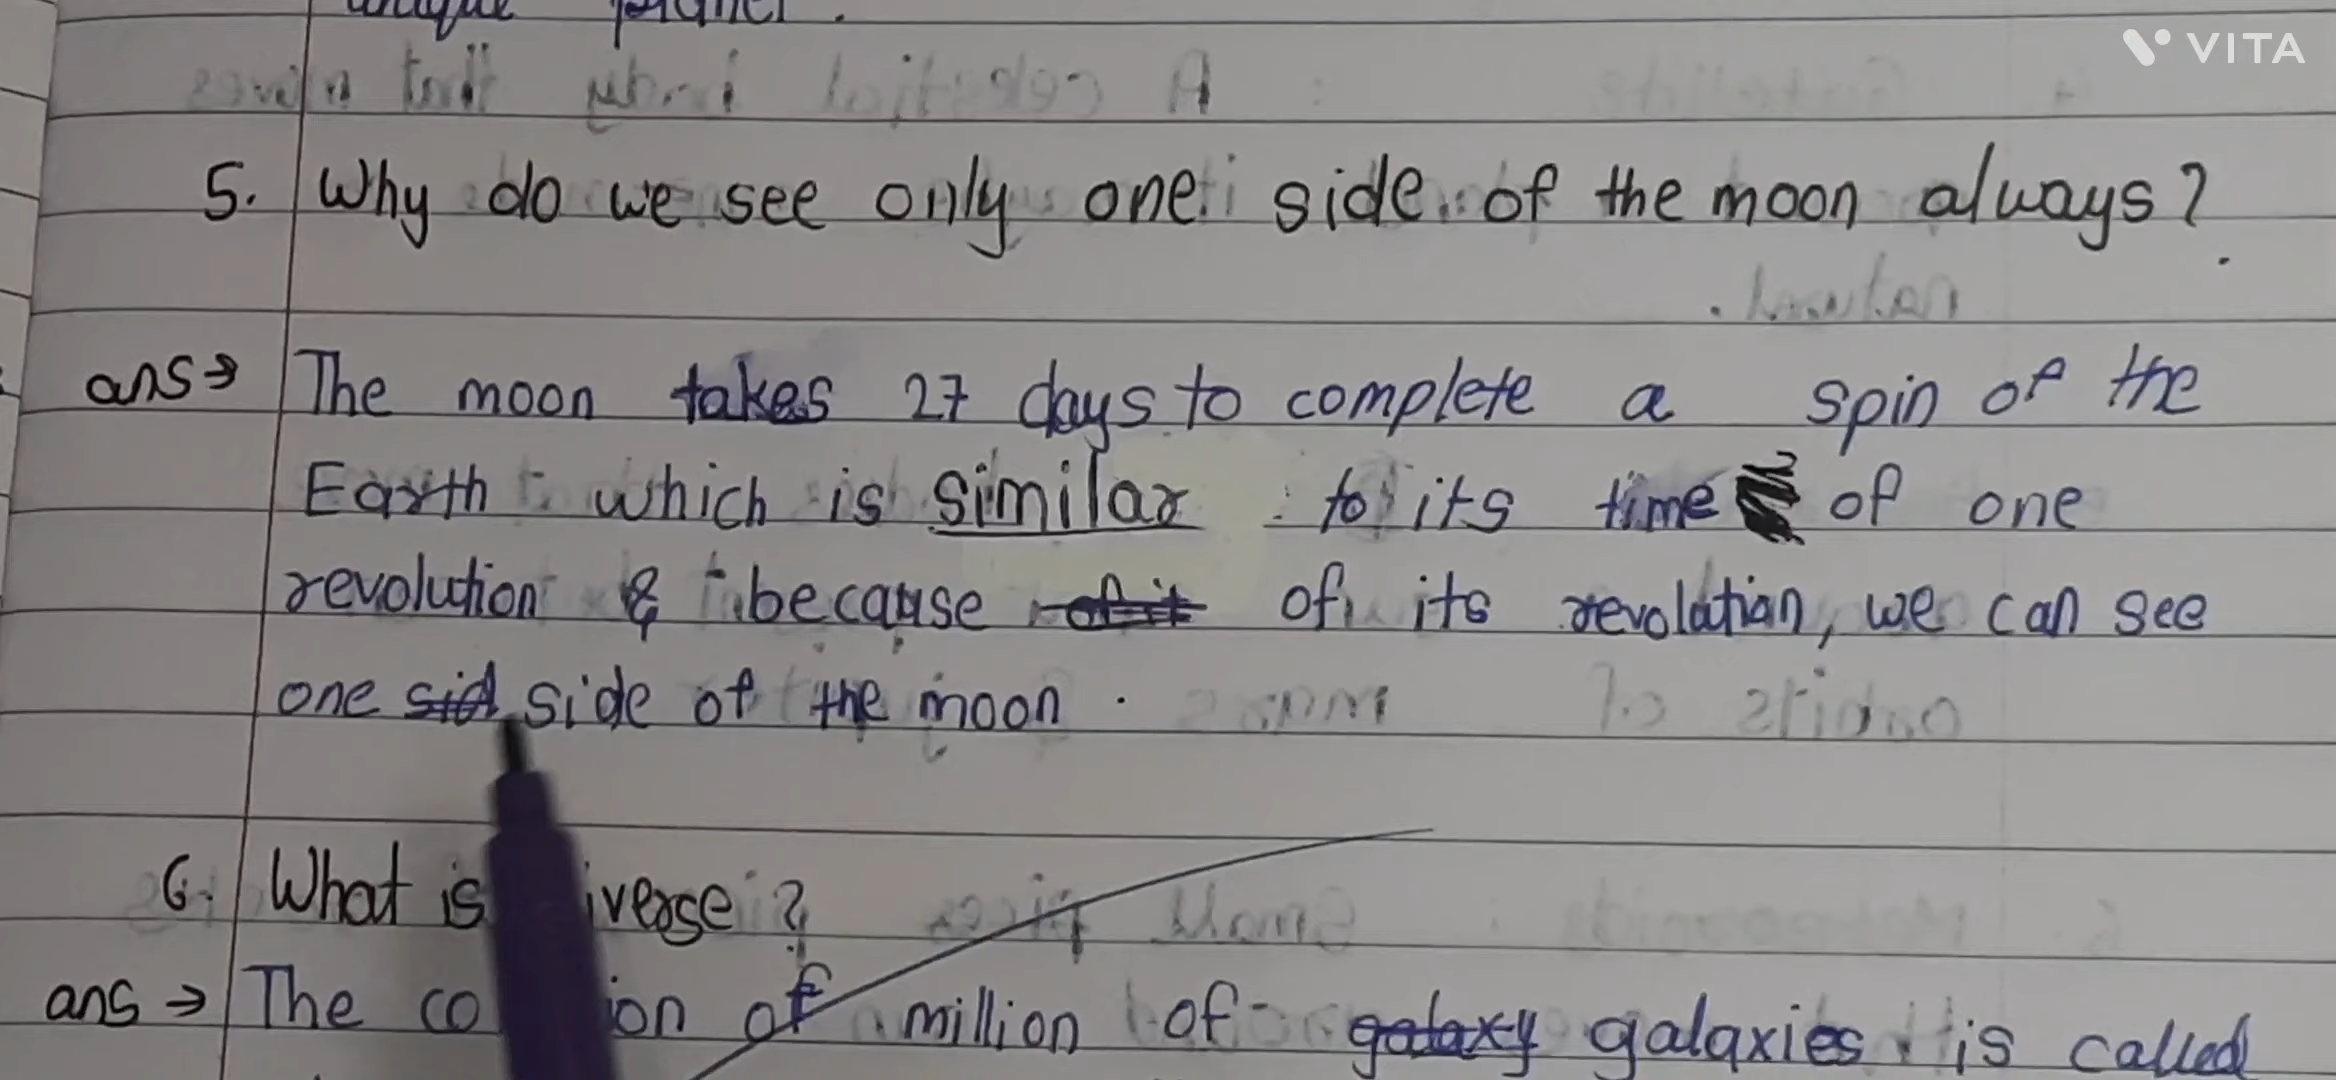 unique planet.
VITA
5. Why do we see only one side of the moon always?
ans→ The moon takes 27 days to complete a spin of the
Earth which is similar to its time of one
revolution & because of its revolation, we can see
one side of the moon.
6. What is iverse?
ans→ The co ion of million of galaxies is called